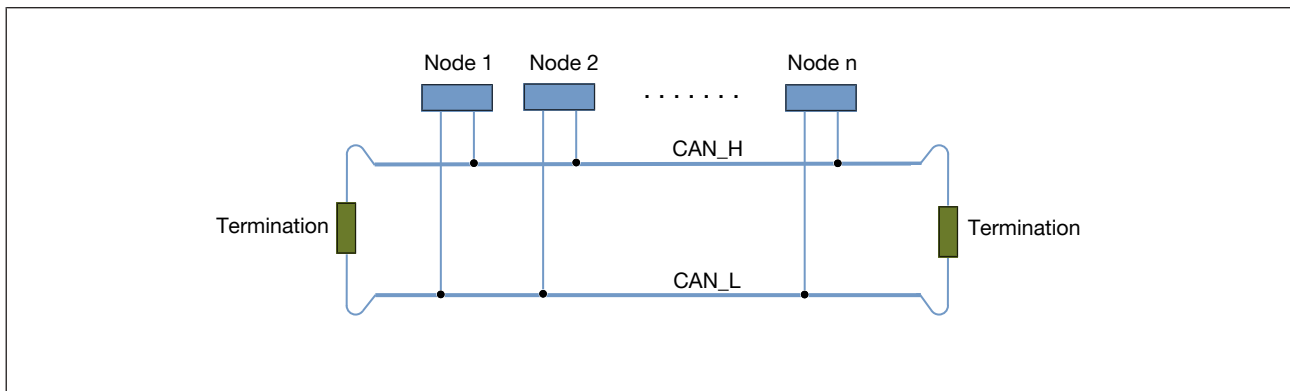 Node 1
Node 2
. . . . . . .
Node n
CAN_H
Termination
Termination
CAN_L